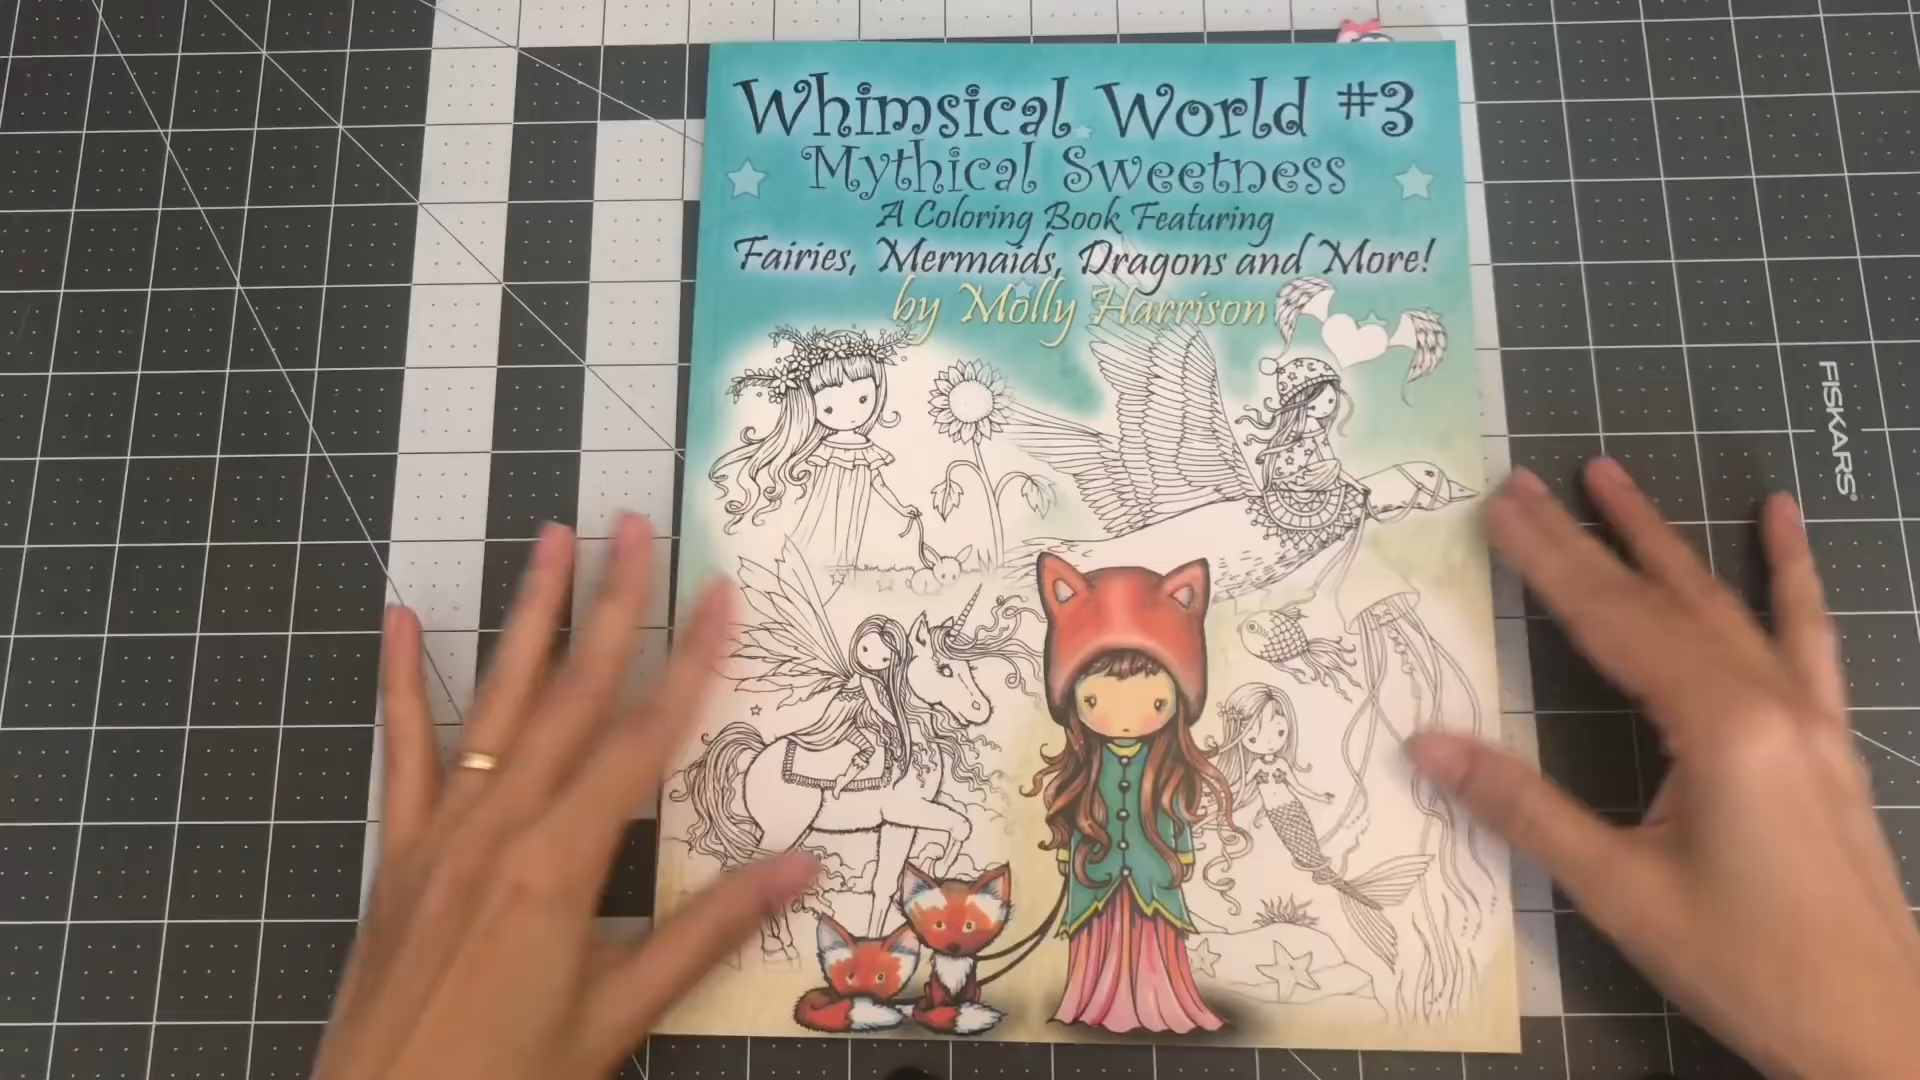 Whimsical World #3
Mythical Sweetness
A Coloring Book Featuring
Fairies, Mermaids, Dragons and More!
by Molly Harrison
FISKARS®